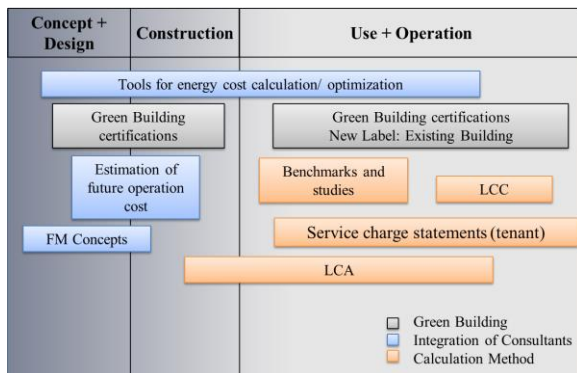 Concept +
Design
Construction
Use + Operation
Tools for energy cost calculation/ optimization
Green Building
certifications
Green Building certifications
New Label: Existing Building
Estimation of
future operation
cost
Benchmarks and
studies
LCC
FM Concepts
Service charge statements (tenant)
LCA
Green Building
Integration of Consultants
Calculation Method